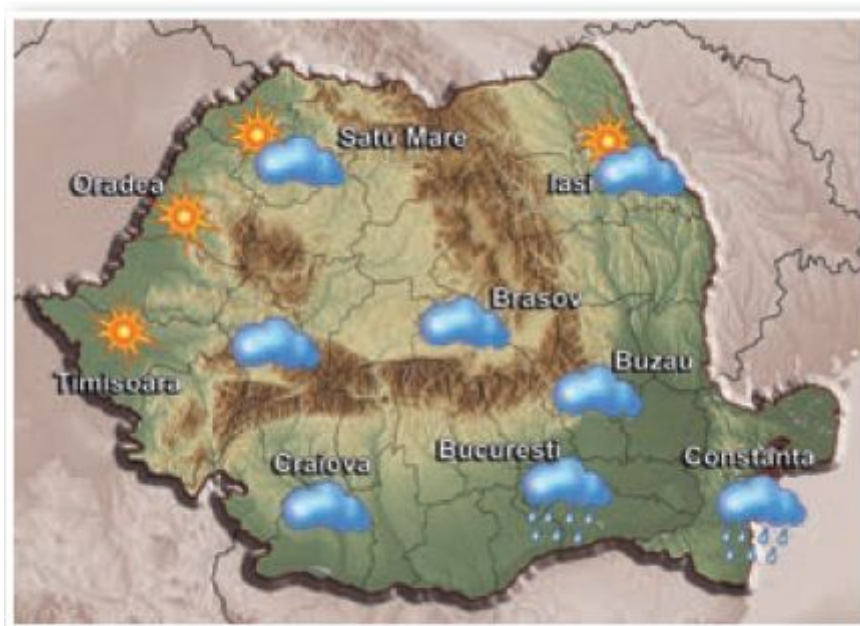 Satu Mare
Oradea
Iasi
Brasov
Timisoara
Buzau
Craiova
Bucuresti
Constanta